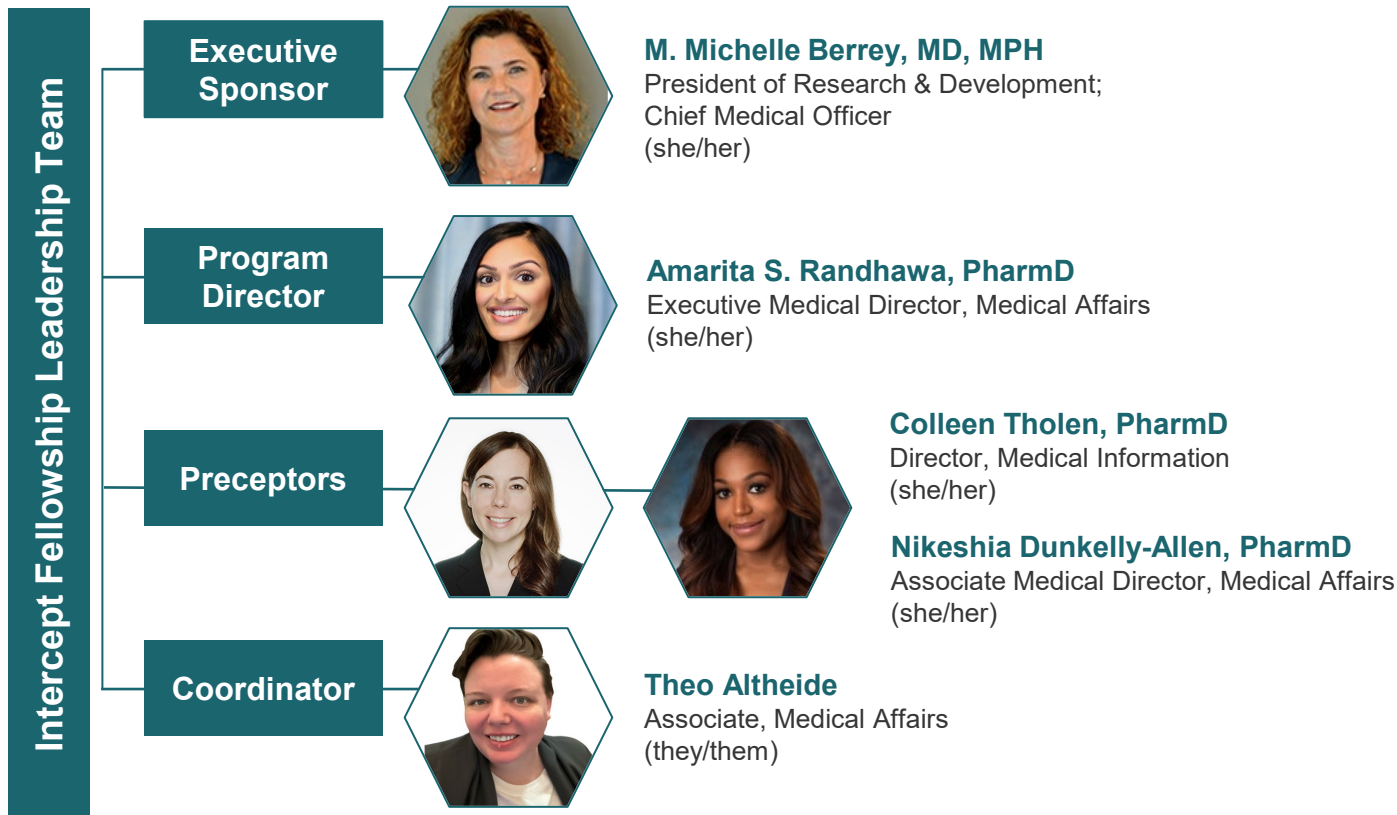 Intercept Fellowship Leadership Team
Executive
Sponsor
M. Michelle Berrey, MD, MPH
President of Research & Development;
Chief Medical Officer
(she/her)
Program
Director
Amarita S. Randhawa, PharmD
Executive Medical Director, Medical Affairs
(she/her)
Preceptors
Colleen Tholen, PharmD
Director, Medical Information
(she/her)
Nikeshia Dunkelly-Allen, PharmD
Associate Medical Director, Medical Affairs
(she/her)
Coordinator
Theo Altheide
Associate, Medical Affairs
(they/them)